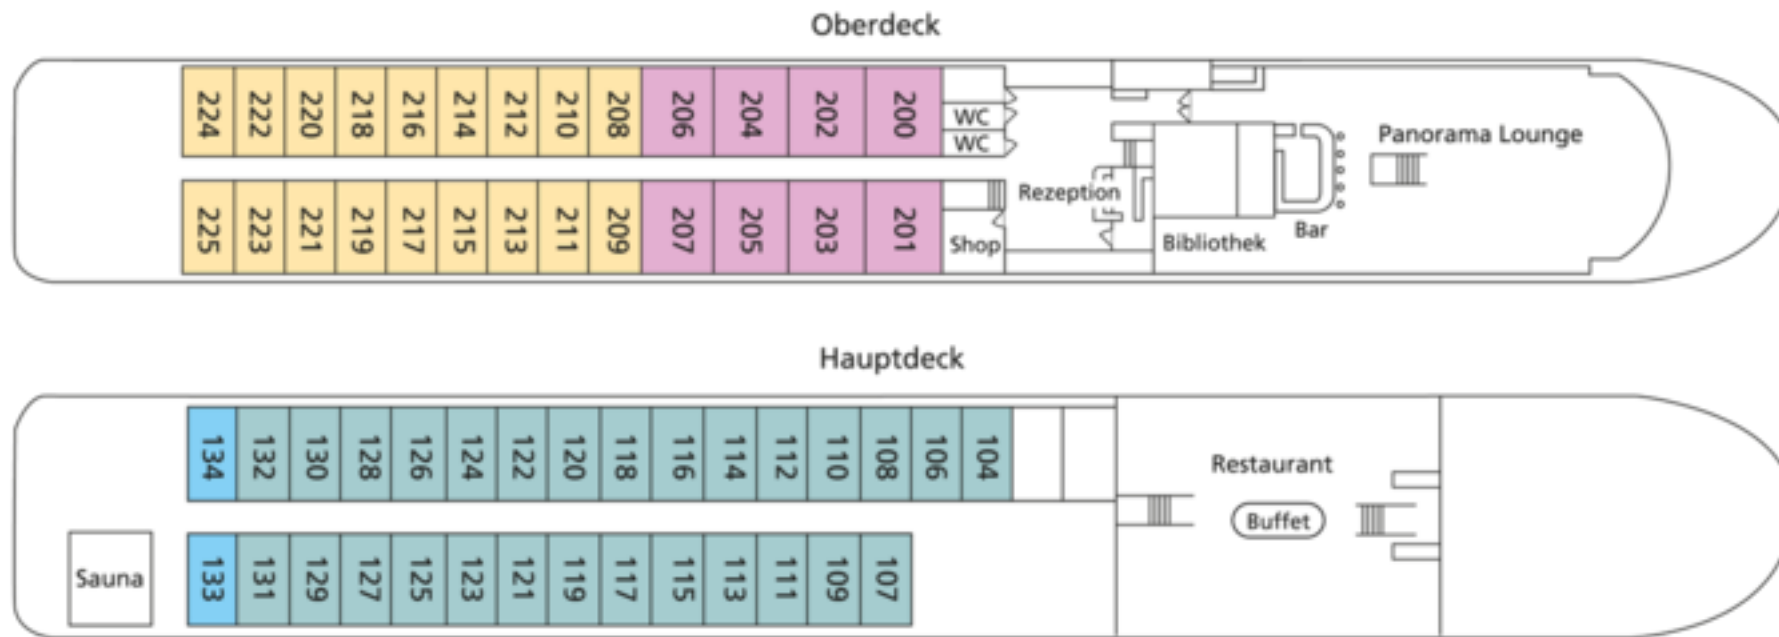 Oberdeck
224 222 220 218 216 214 212 210 208 206 204 202 200
WC
WC
Panorama Lounge
Rezeption
225 223 221 219 217 215 213 211 209 207 205 203 201
Shop
Bibliothek
Bar
Hauptdeck
134 132 130 128 126 124 122 120 118 116 114 112 110 108 106 104
Restaurant
Buffet
Sauna
133 131 129 127 125 123 121 119 117 115 113 111 109 107